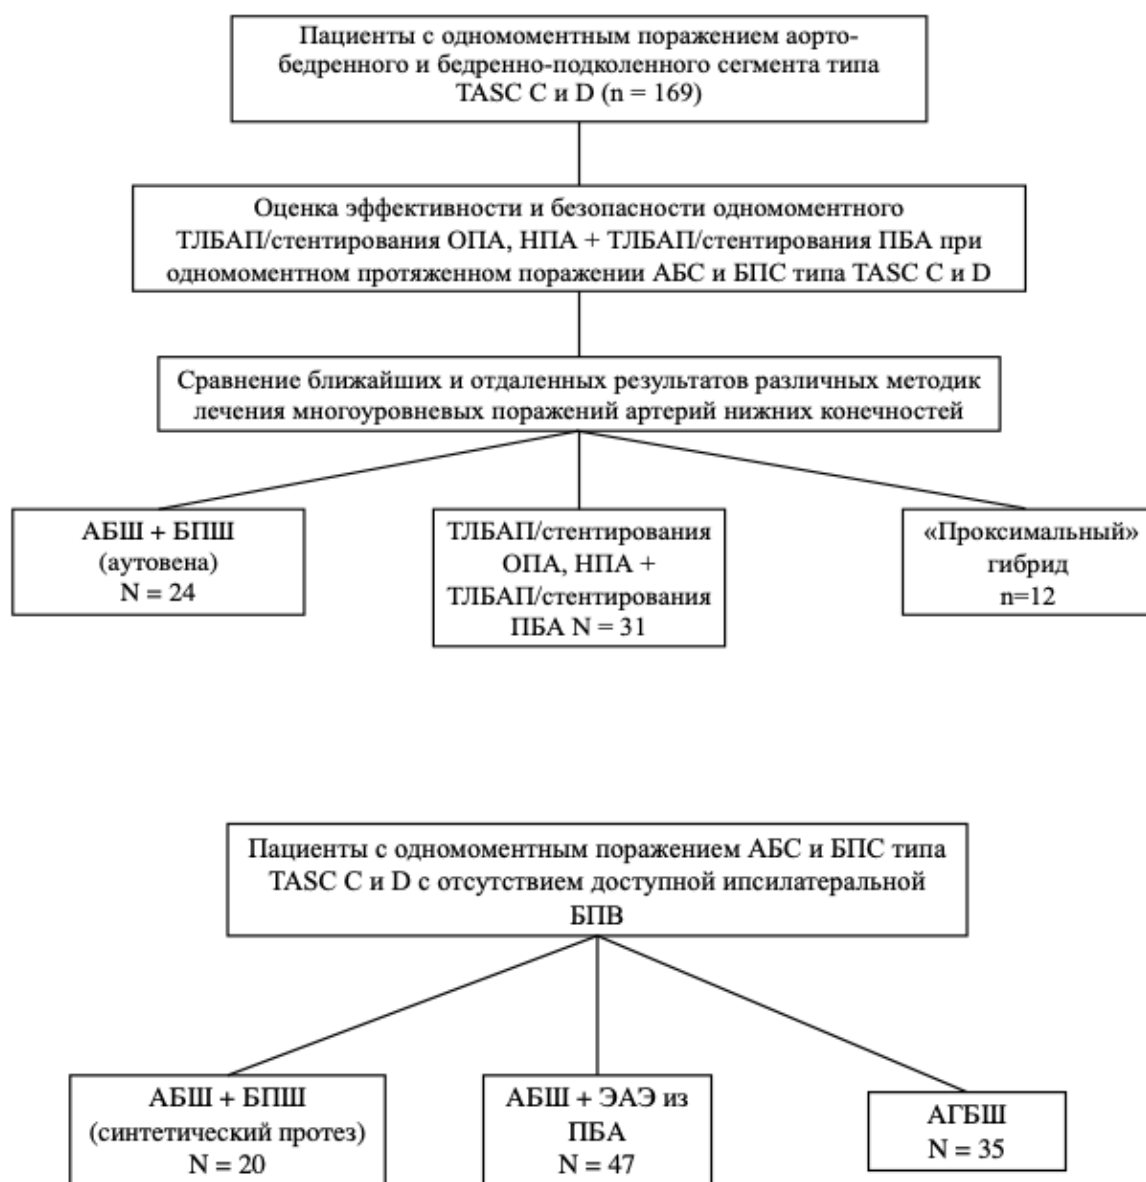 Пациенты с одномоментным поражением аорто-
бедренного и бедренно-подколенного сегмента типа
TASC C и D (n = 169)
Оценка эффективности и безопасности одномоментного
ТЛБАП/стентирования ОПА, НПА + ТЛБАП/стентирования ПБА при
одномоментном протяженном поражении АБС и БПС типа TASC C и D
Сравнение ближайших и отдаленных результатов различных методик
лечения многоуровневых поражений артерий нижних конечностей
АБШ + БПШ
(аутовена)
N = 24
ТЛБАП/стентирования
ОПА, НПА +
ТЛБАП/стентирования
ПБА N = 31
«Проксимальный»
гибрид
n=12
Пациенты с одномоментным поражением АБС и БПС типа
TASC C и D с отсутствием доступной ипсилатеральной
БПВ
АБШ + БПШ
(синтетический протез)
N = 20
АБШ + ЭАЭ из
ПБА
N = 47
АГБШ
N = 35